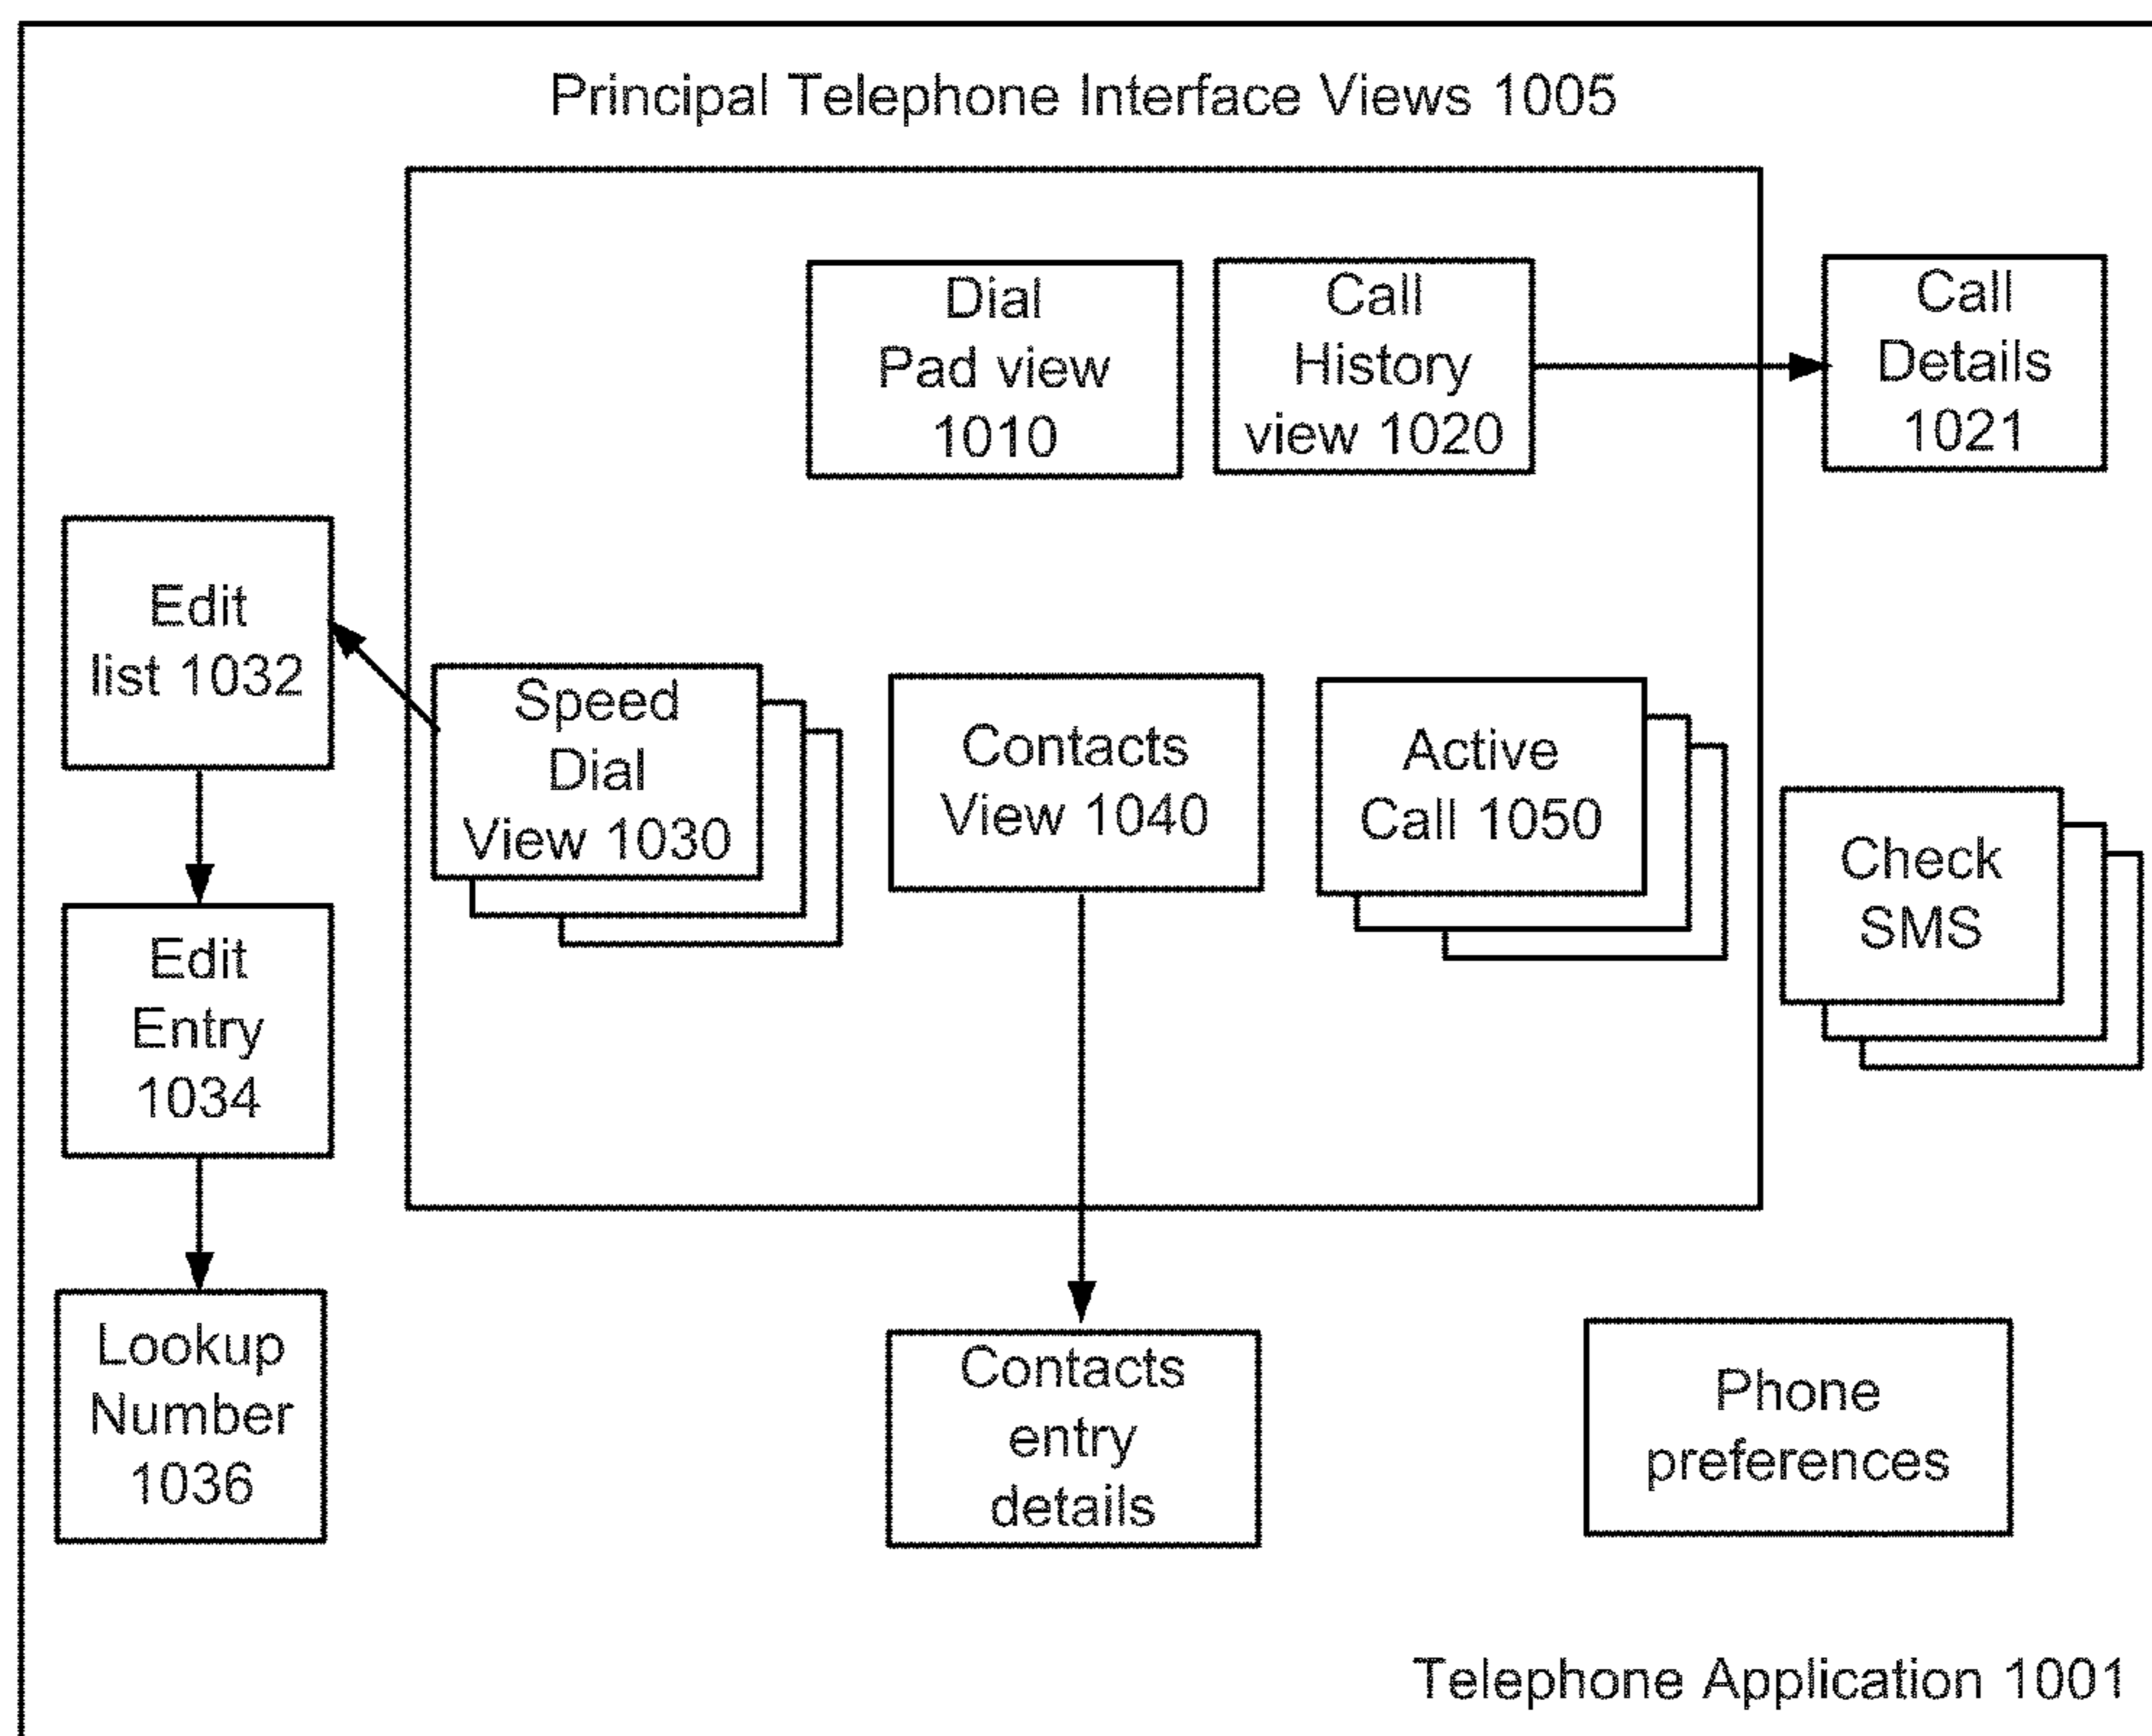 Principal Telephone Interface Views 1005
Dial
Pad view
1010
Call
History
view 1020
Call
Details
1021
Edit
list 1032
Speed
Dial
View 1030
Contacts
View 1040
Active
Call 1050
Check
SMS
Edit
Entry
1034
Lookup
Number
1036
Contacts
entry
details
Phone
preferences
Telephone Application 1001